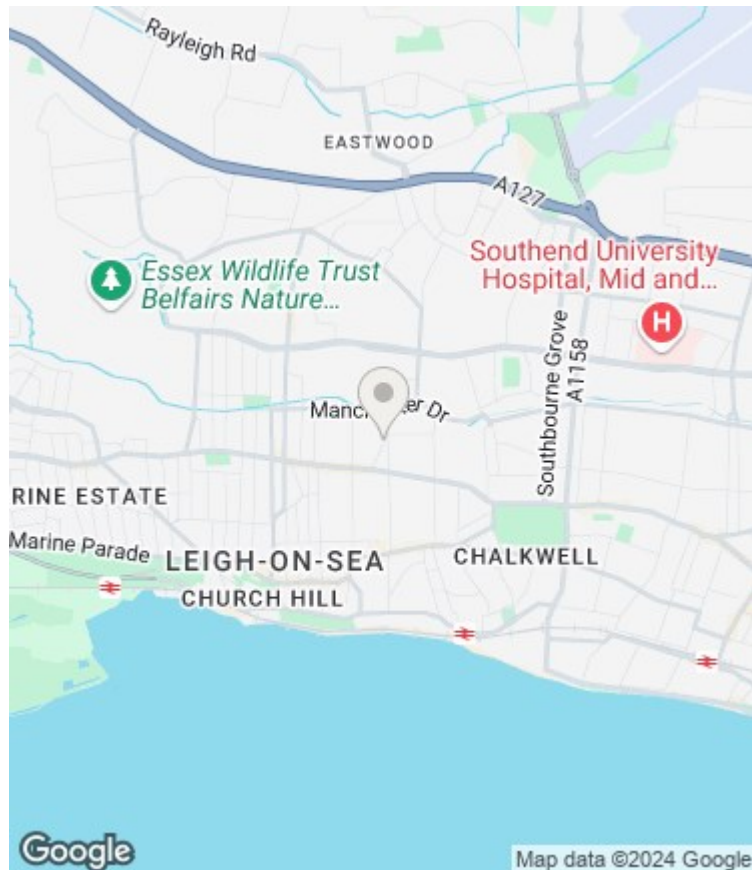 Rayleigh Rd
EASTWOOD
A127
Essex Wildlife Trust
Belfairs Nature...
Southend University
Hospital, Mid and...
H
Southbourne Grove
A1158
RINE ESTATE
Marine Parade
LEIGH-ON-SEA
CHURCH HILL
CHALKWELL
Google
Map data ©2024 Google